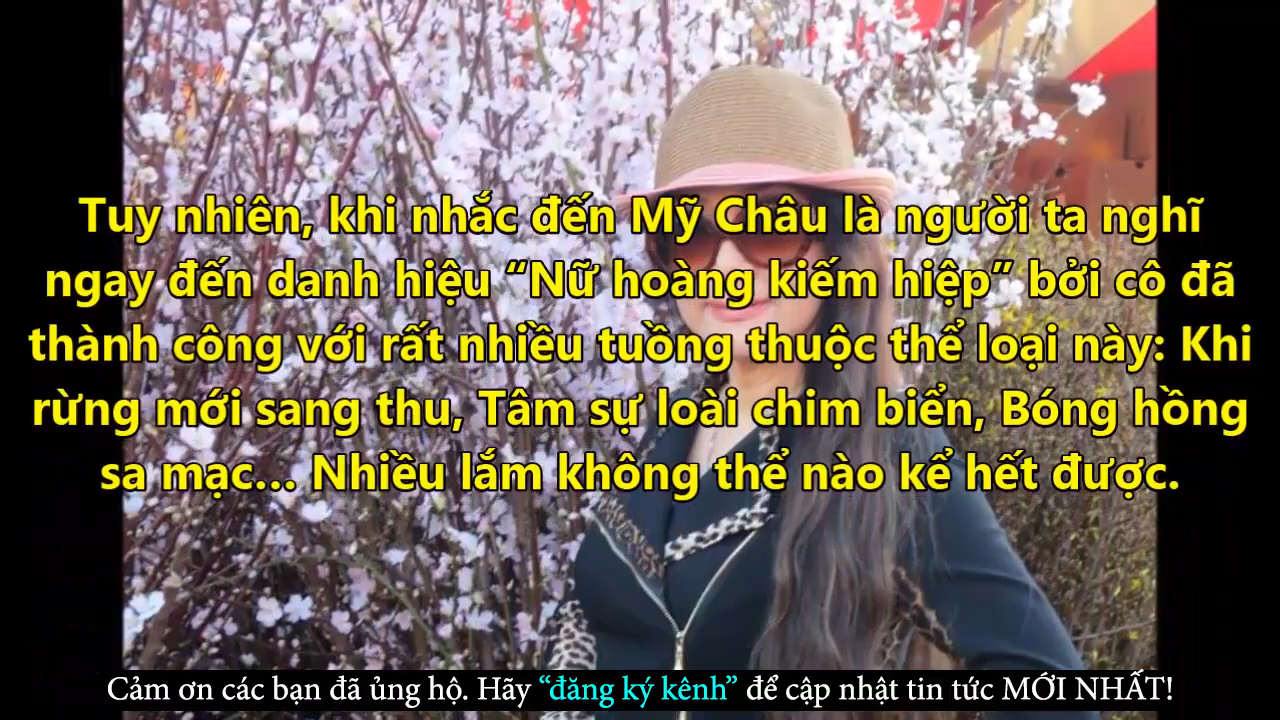 Tuy nhiên, khi nhắc đến Mỹ Châu là người ta nghĩ
ngay đến danh hiệu “Nữ hoàng kiếm hiệp” bởi cô đã
thành công với rất nhiều tuồng thuộc thể loại này: Khi
rừng mới sang thu, Tâm sự loài chim biển, Bóng hồng
sa mạc... Nhiều lắm không thể nào kể hết được.
Cảm ơn các bạn đã ủng hộ. Hãy “đăng ký kênh” để cập nhật tin tức MỚI NHẤT!